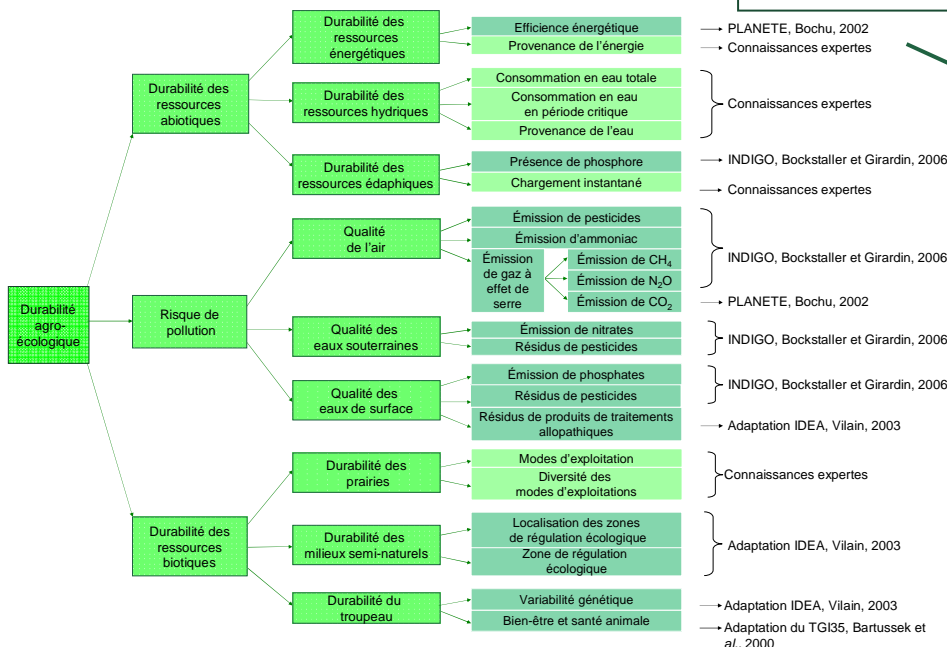 Durabilité
agro-
écologique
Durabilité des
ressources
abiotiques
Durabilité des
ressources
énergétiques
Efficience énergétique
PLANETE, Bochu, 2002
Provenance de l'énergie
Connaissances expertes
Durabilité des
ressources hydriques
Consommation en eau totale
Consommation en eau
en période critique
Provenance de l'eau
Connaissances expertes
Durabilité des
ressources édaphiques
Présence de phosphore
INDIGO, Bockstaller et Girardin, 2006
Chargement instantané
Connaissances expertes
Risque de
pollution
Qualité
de l'air
Émission de pesticides
Émission d'ammoniac
Émission
de gaz à
effet de
serre
Émission de CH4
Émission de N2O
Émission de CO2
INDIGO, Bockstaller et Girardin, 2006
PLANETE, Bochu, 2002
Qualité des
eaux souterraines
Émission de nitrates
Résidus de pesticides
INDIGO, Bockstaller et Girardin, 2006
Qualité des
eaux de surface
Émission de phosphates
Résidus de pesticides
INDIGO, Bockstaller et Girardin, 2006
Résidus de produits de traitements
allopathiques
Adaptation IDEA, Vilain, 2003
Durabilité des
ressources
biotiques
Durabilité des
prairies
Modes d'exploitation
Diversité des
modes d'exploitations
Connaissances expertes
Durabilité des
milieux semi-naturels
Localisation des zones
de régulation écologique
Zone de régulation
écologique
Adaptation IDEA, Vilain, 2003
Durabilité du
troupeau
Variabilité génétique
Adaptation IDEA, Vilain, 2003
Bien-être et santé animale
Adaptation du TGI35, Bartussek et
al., 2000